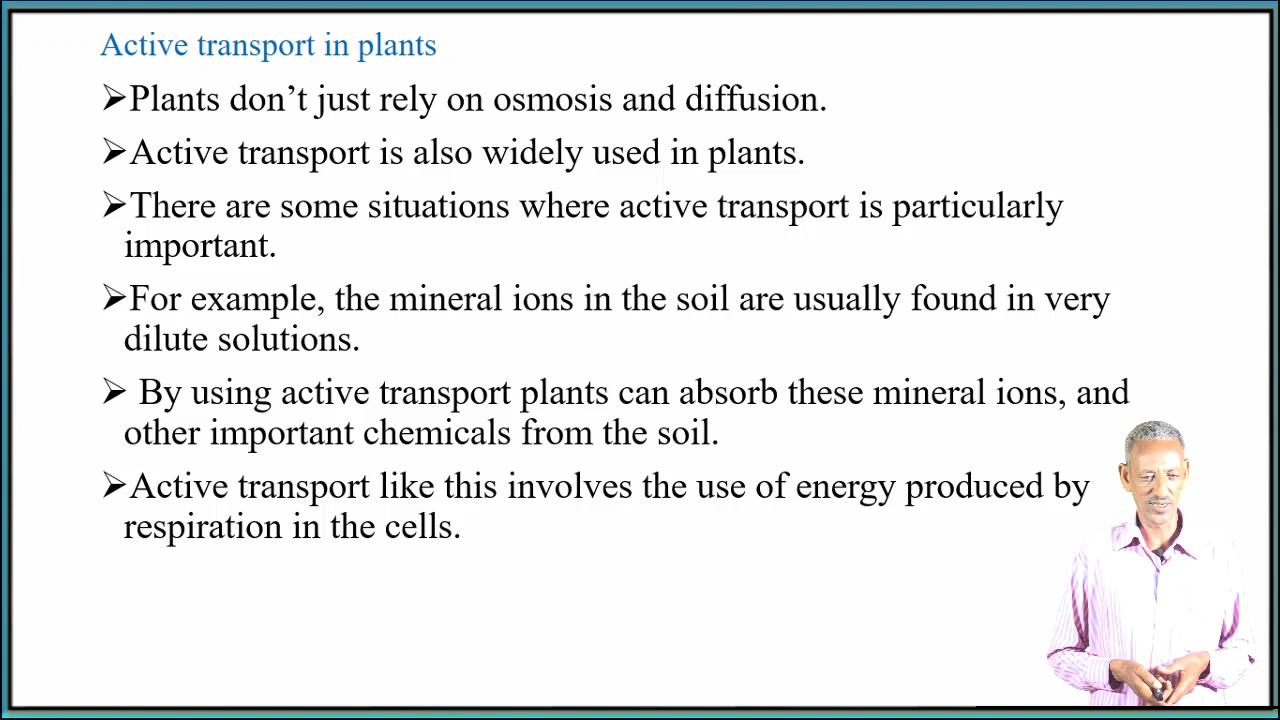 Active transport in plants
➢Plants don’t just rely on osmosis and diffusion.
➢Active transport is also widely used in plants.
➢There are some situations where active transport is particularly
important.
➢For example, the mineral ions in the soil are usually found in very
dilute solutions.
➢ By using active transport plants can absorb these mineral ions, and
other important chemicals from the soil.
➢Active transport like this involves the use of energy produced by
respiration in the cells.